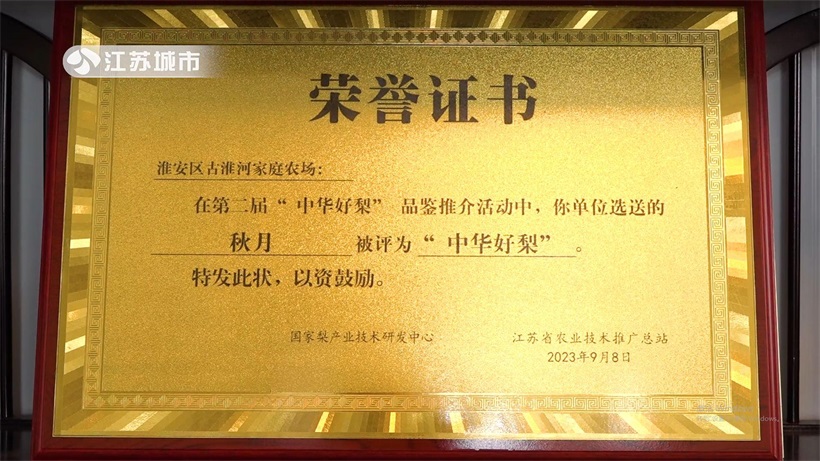 江苏城市
荣誉证书
淮安区古淮河家庭农场：
在第二届“中华好梨”品鉴推介活动中，你单位选送的
秋月 被评为“中华好梨”。
特发此状，以资鼓励。
国家梨产业技术研发中心 江苏省农业技术推广总站
2023年9月8日